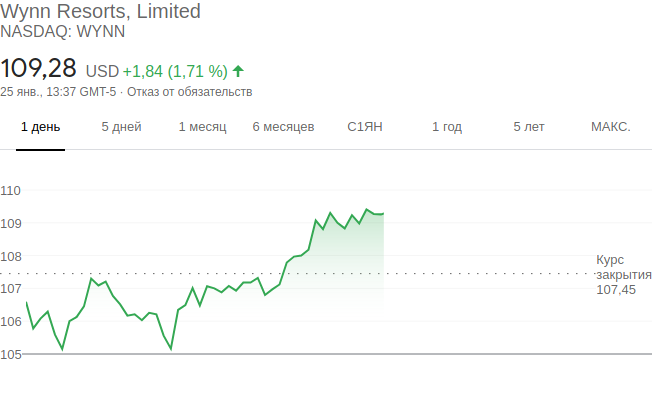 Wynn Resorts, Limited
NASDAQ: WYNN
109,28 USD +1,84 (1,71 %)
25 янв., 13:37 GMT-5 · Отказ от обязательств
1 день 5 дней 1 месяц 6 месяцев С1ЯН 1 год 5 лет МАКС.
110
109
108
107
106
105
Курс
закрытия
107,45